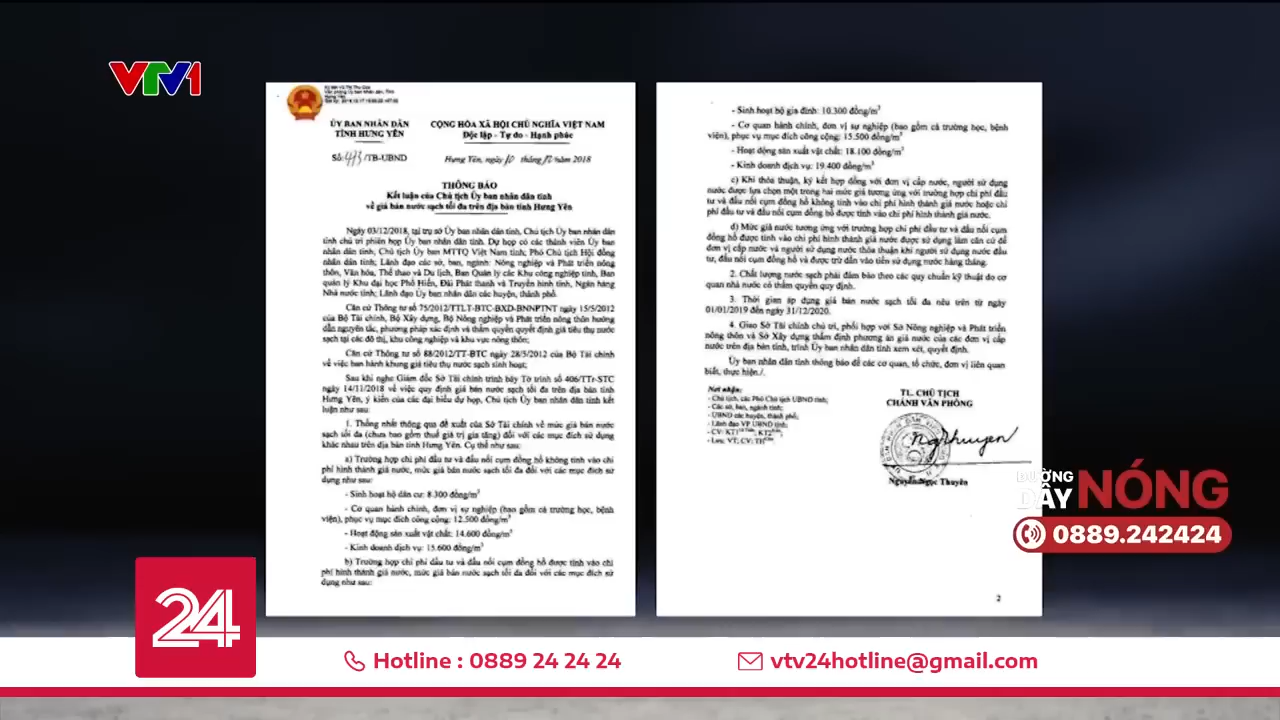 VTV1
ỦY BAN NHÂN DÂN
TỈNH HƯNG YÊN
CỘNG HÒA XÃ HỘI CHỦ NGHĨA VIỆT NAM
Độc lập - Tự do - Hạnh phúc
/TB-UBND
Hưng Yên, ngày 10 tháng 12 năm 2018
THÔNG BÁO
Kết luận của Chủ tịch Ủy ban nhân dân tỉnh
về giá bán nước sạch tối đa trên địa bàn tỉnh Hưng Yên
Ngày 03/12/2018, tại trụ sở Ủy ban nhân dân tỉnh, Chủ tịch Ủy ban nhân dân
tỉnh chủ trì phiên họp Ủy ban nhân dân tỉnh. Dự họp có các thành viên Ủy ban
nhân dân tỉnh, Chủ tịch Ủy ban MTTQ Việt Nam tỉnh; Phó Chủ tịch Hội đồng
nhân dân tỉnh; Lãnh đạo các sở, ban, ngành: Nông nghiệp và Phát triển nông
thôn, Văn hóa, Thể thao và Du lịch, Ban Quản lý các Khu công nghiệp tỉnh, Ban
quản lý Khu đại học Phố Hiến, Đài Phát thanh và Truyền hình tỉnh, Ngân hàng
Nhà nước tỉnh; Lãnh đạo Ủy ban nhân dân các huyện, thành phố.
Căn cứ Thông tư số 75/2012/TTLT-BTC-BXD-BNNPTNT ngày 15/5/2012
của Bộ Tài chính, Bộ Xây dựng, Bộ Nông nghiệp và Phát triển nông thôn hướng
dẫn nguyên tắc, phương pháp xác định và thẩm quyền quyết định giá tiêu thụ nước
sạch tại các đô thị, khu công nghiệp và khu vực nông thôn;
Căn cứ Thông tư số 88/2012/TT-BTC ngày 28/5/2012 của Bộ Tài chính
về việc ban hành khung giá tiêu thụ nước sạch sinh hoạt;
Sau khi nghe Giám đốc Sở Tài chính trình bày Tờ trình số 406/TTr-STC
ngày 14/11/2018 về việc quy định giá bán nước sạch tối đa trên địa bàn tỉnh
Hưng Yên, ý kiến của các đại biểu dự họp, Chủ tịch Ủy ban nhân dân tỉnh kết
luận như sau:
1. Thống nhất thông qua đề xuất của Sở Tài chính về mức giá bán nước
sạch tối đa (chưa bao gồm thuế giá trị gia tăng) đối với các mục đích sử dụng
khác nhau trên địa bàn tỉnh Hưng Yên. Cụ thể như sau:
a) Trường hợp chi phí đầu tư và đấu nối cụm đồng hồ không tính vào chi
phí hình thành giá nước, mức giá bán nước sạch tối đa đối với các mục đích sử
dụng như sau:
- Sinh hoạt hộ dân cư: 8.300 đồng/m³
- Cơ quan hành chính, đơn vị sự nghiệp (bao gồm cả trường học, bệnh
viện), phục vụ mục đích công cộng: 12.500 đồng/m³
- Hoạt động sản xuất vật chất: 14.600 đồng/m³
- Kinh doanh dịch vụ: 15.600 đồng/m³
b) Trường hợp chi phí đầu tư và đấu nối cụm đồng hồ được tính vào chi
phí hình thành giá nước, mức giá bán nước sạch tối đa đối với các mục đích sử
dụng như sau:
- Sinh hoạt hộ gia đình: 10.300 đồng/m³
- Cơ quan hành chính, đơn vị sự nghiệp (bao gồm cả trường học, bệnh
viện), phục vụ mục đích công cộng: 15.500 đồng/m³
- Hoạt động sản xuất vật chất: 18.100 đồng/m³
- Kinh doanh dịch vụ: 19.400 đồng/m³
c) Khi thỏa thuận, ký kết hợp đồng với đơn vị cấp nước, người sử dụng
nước được lựa chọn một trong hai mức giá tương ứng với trường hợp chi phí đầu
tư và đấu nối cụm đồng hồ không tính vào chi phí hình thành giá nước hoặc chi
phí đầu tư và đấu nối cụm đồng hồ được tính vào chi phí hình thành giá nước.
d) Mức giá nước tương ứng với trường hợp chi phí đầu tư và đấu nối cụm
đồng hồ được tính vào chi phí hình thành giá nước được sử dụng làm căn cứ để
đơn vị cấp nước và người sử dụng nước thỏa thuận khi người sử dụng nước đầu
tư, đấu nối cụm đồng hồ và được trừ dần vào tiền sử dụng nước hàng tháng.
2. Chất lượng nước sạch phải đảm bảo theo các quy chuẩn kỹ thuật do cơ
quan nhà nước có thẩm quyền quy định.
3. Thời gian áp dụng giá bán nước sạch tối đa nêu trên từ ngày
01/01/2019 đến ngày 31/12/2020.
4. Giao Sở Tài chính chủ trì, phối hợp với Sở Nông nghiệp và Phát triển
nông thôn và Sở Xây dựng thẩm định phương án giá nước của các đơn vị cấp
nước trên địa bàn tỉnh, trình Ủy ban nhân dân tỉnh xem xét, quyết định.
Ủy ban nhân dân tỉnh thông báo để các cơ quan, tổ chức, đơn vị liên quan
biết, thực hiện./.
Nơi nhận:
- Chủ tịch, các Phó Chủ tịch UBND tỉnh;
- Các sở, ban, ngành tỉnh;
- UBND các huyện, thành phố;
- Lãnh đạo VP UBND tỉnh;
- Lưu: VT; CV: TH
TL. CHỦ TỊCH
CHÁNH VĂN PHÒNG
Nguyễn Ngọc Thuyên
2
ĐƯỜNG
DÂY NÓNG
0889.242424
24
Hotline : 0889 24 24 24
vtv24hotline@gmail.com